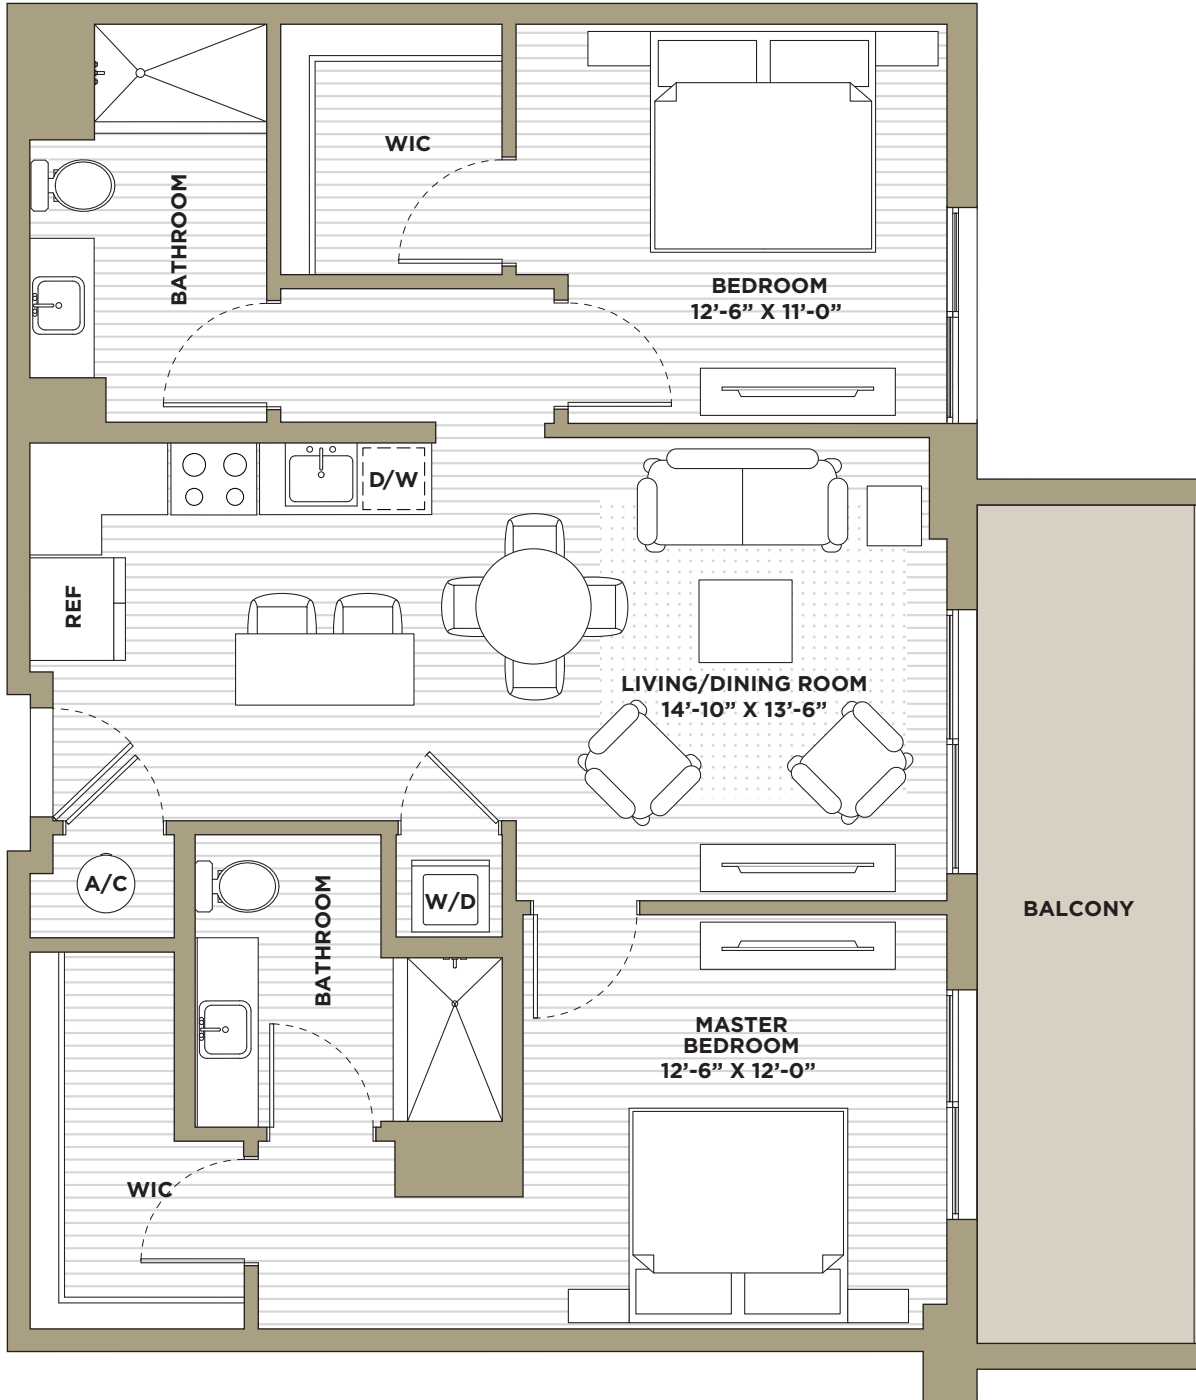 WIC
BATHROOM
BEDROOM
12'-6” X 11'-0”
D/W
REF
LIVING/DINING ROOM
14'-10” X 13'-6”
A/C
W/D
BATHROOM
BALCONY
MASTER
BEDROOM
12'-6” X 12'-0”
WIC